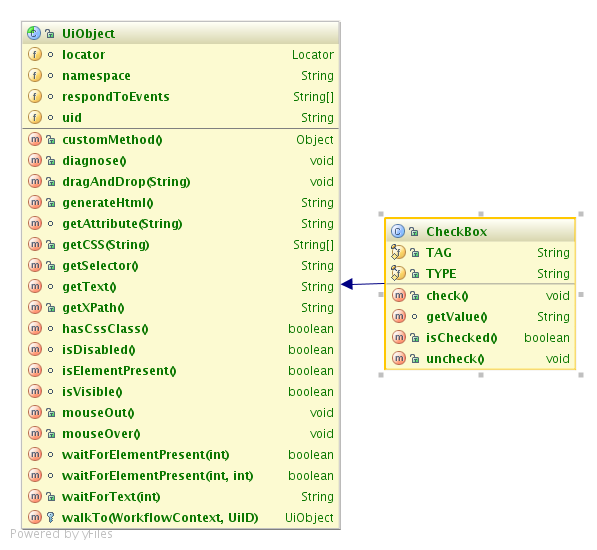 UiObject
locator Locator
namespace String
respondToEvents String[]
uid String
customMethod() Object
diagnose() void
dragAndDrop(String) void
generateHtml() String
getAttribute(String) String
getCSS(String) String[]
getSelector() String
getText() String
getXPath() String
hasCssClass() boolean
isDisabled() boolean
isElementPresent() boolean
isVisible() boolean
mouseOut() void
mouseOver() void
waitForElementPresent(int) boolean
waitForElementPresent(int, int) boolean
waitForText(int) String
walkTo(WorkflowContext, UiID) UiObject
CheckBox
TAG String
TYPE String
check() void
getValue() String
isChecked() boolean
uncheck() void
Powered by yFiles